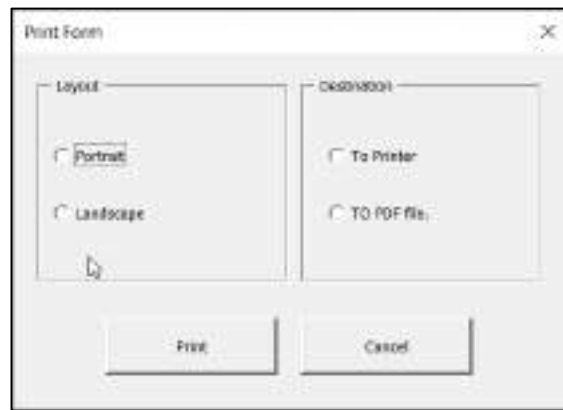 Print Form
Layout
Destination
Portrait
To Printer
Landscape
TO PDF file.
Print
Cancel